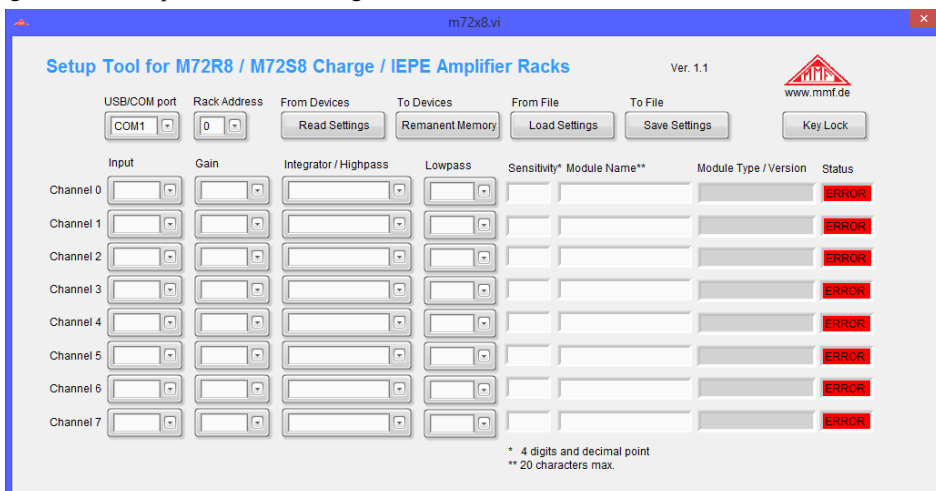 m72x8.vi
Setup Tool for M72R8 / M72S8 Charge / IEPE Amplifier Racks
Ver. 1.1
MMF
www.mmf.de
USB/COM port Rack Address From Devices To Devices From File To File
COM1 0 Read Settings Remanent Memory Load Settings Save Settings Key Lock
Input Gain Integrator / Highpass Lowpass Sensitivity* Module Name** Module Type / Version Status
Channel 0 ERROR
Channel 1 ERROR
Channel 2 ERROR
Channel 3 ERROR
Channel 4 ERROR
Channel 5 ERROR
Channel 6 ERROR
Channel 7 ERROR
* 4 digits and decimal point
** 20 characters max.